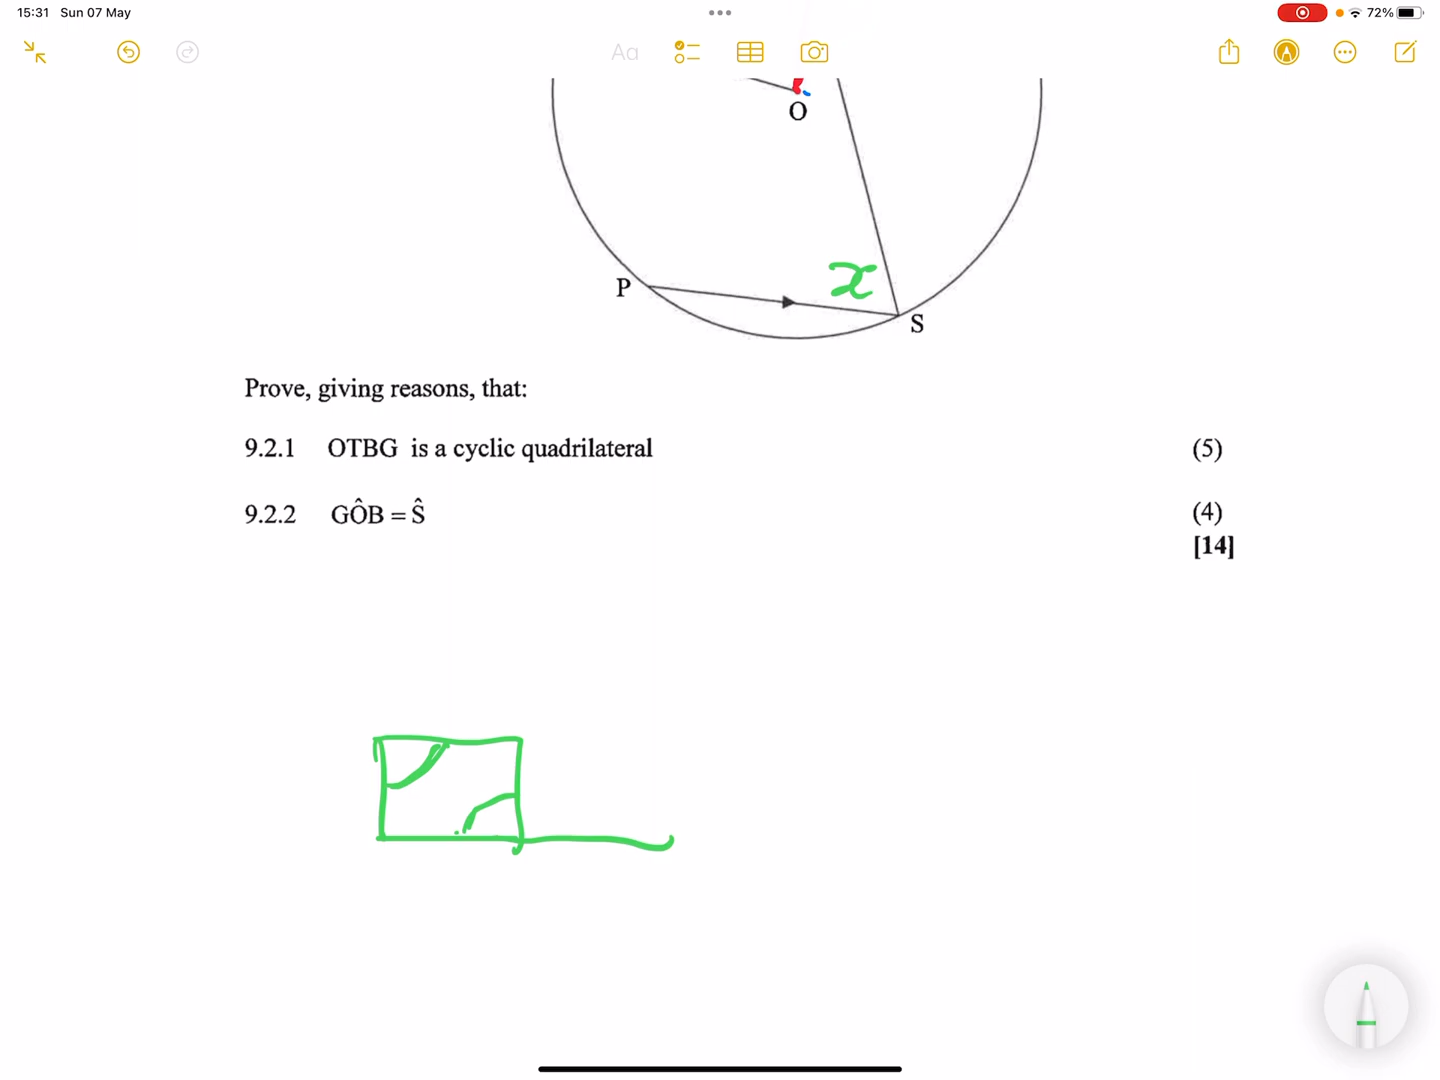 15:31 Sun 07 May
72%
Aa
O
x
P
S
Prove, giving reasons, that:
9.2.1 OTBG is a cyclic quadrilateral (5)
9.2.2 GÔB = Ŝ (4)
[14]